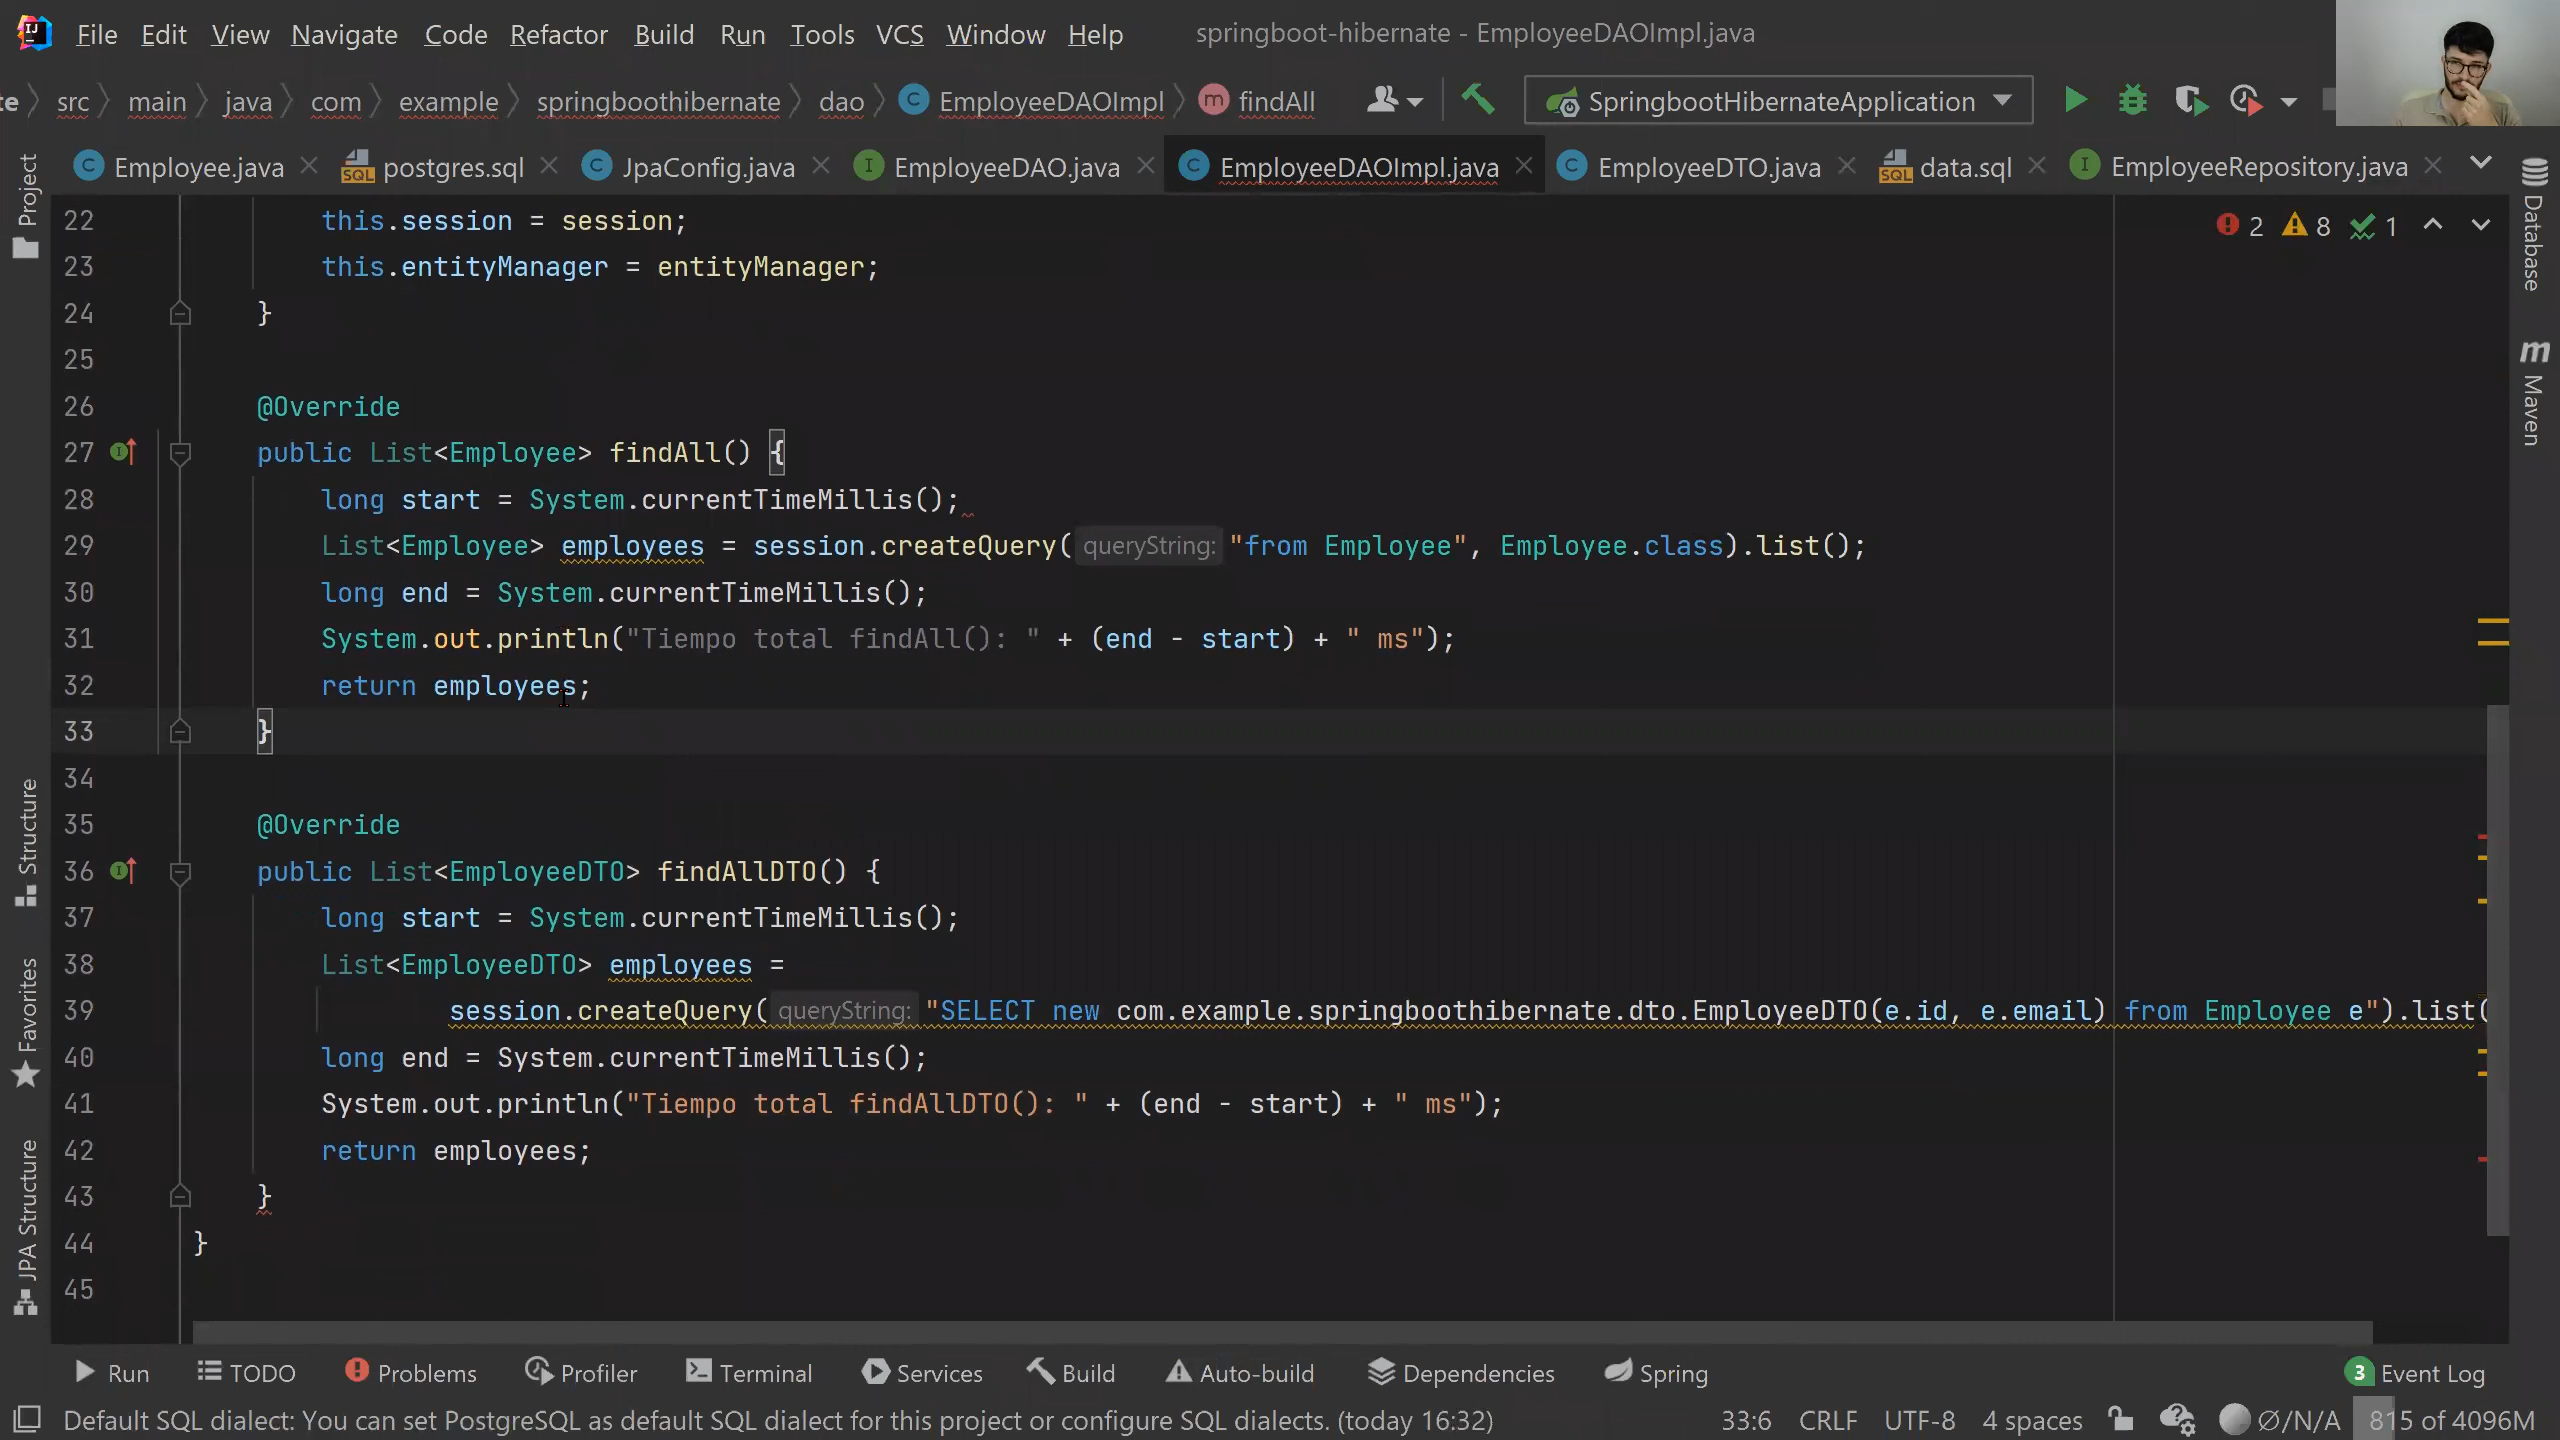 File Edit View Navigate Code Refactor Build Run Tools VCS Window Help springboot-hibernate - EmployeeDAOImpl.java
te src main java com example springboothibernate dao EmployeeDAOImpl findAll SpringbootHibernateApplication
Employee.java postgres.sql JpaConfig.java EmployeeDAO.java EmployeeDAOImpl.java EmployeeDTO.java data.sql EmployeeRepository.java
Project
Structure
Favorites
JPA Structure
Database
Maven
2 8 1
22 this.session = session;
23 this.entityManager = entityManager;
24 }
25
26 @Override
27 public List<Employee> findAll() {
28 long start = System.currentTimeMillis();
29 List<Employee> employees = session.createQuery( queryString: "from Employee", Employee.class).list();
30 long end = System.currentTimeMillis();
31 System.out.println("Tiempo total findAll(): " + (end - start) + " ms");
32 return employees;
33 }
34
35 @Override
36 public List<EmployeeDTO> findAllDTO() {
37 long start = System.currentTimeMillis();
38 List<EmployeeDTO> employees =
39 session.createQuery( queryString: "SELECT new com.example.springboothibernate.dto.EmployeeDTO(e.id, e.email) from Employee e").list(
40 long end = System.currentTimeMillis();
41 System.out.println("Tiempo total findAllDTO(): " + (end - start) + " ms");
42 return employees;
43 }
44 }
45
Run TODO Problems Profiler Terminal Services Build Auto-build Dependencies Spring 3 Event Log
Default SQL dialect: You can set PostgreSQL as default SQL dialect for this project or configure SQL dialects. (today 16:32) 33:6 CRLF UTF-8 4 spaces Ø/N/A 815 of 4096M